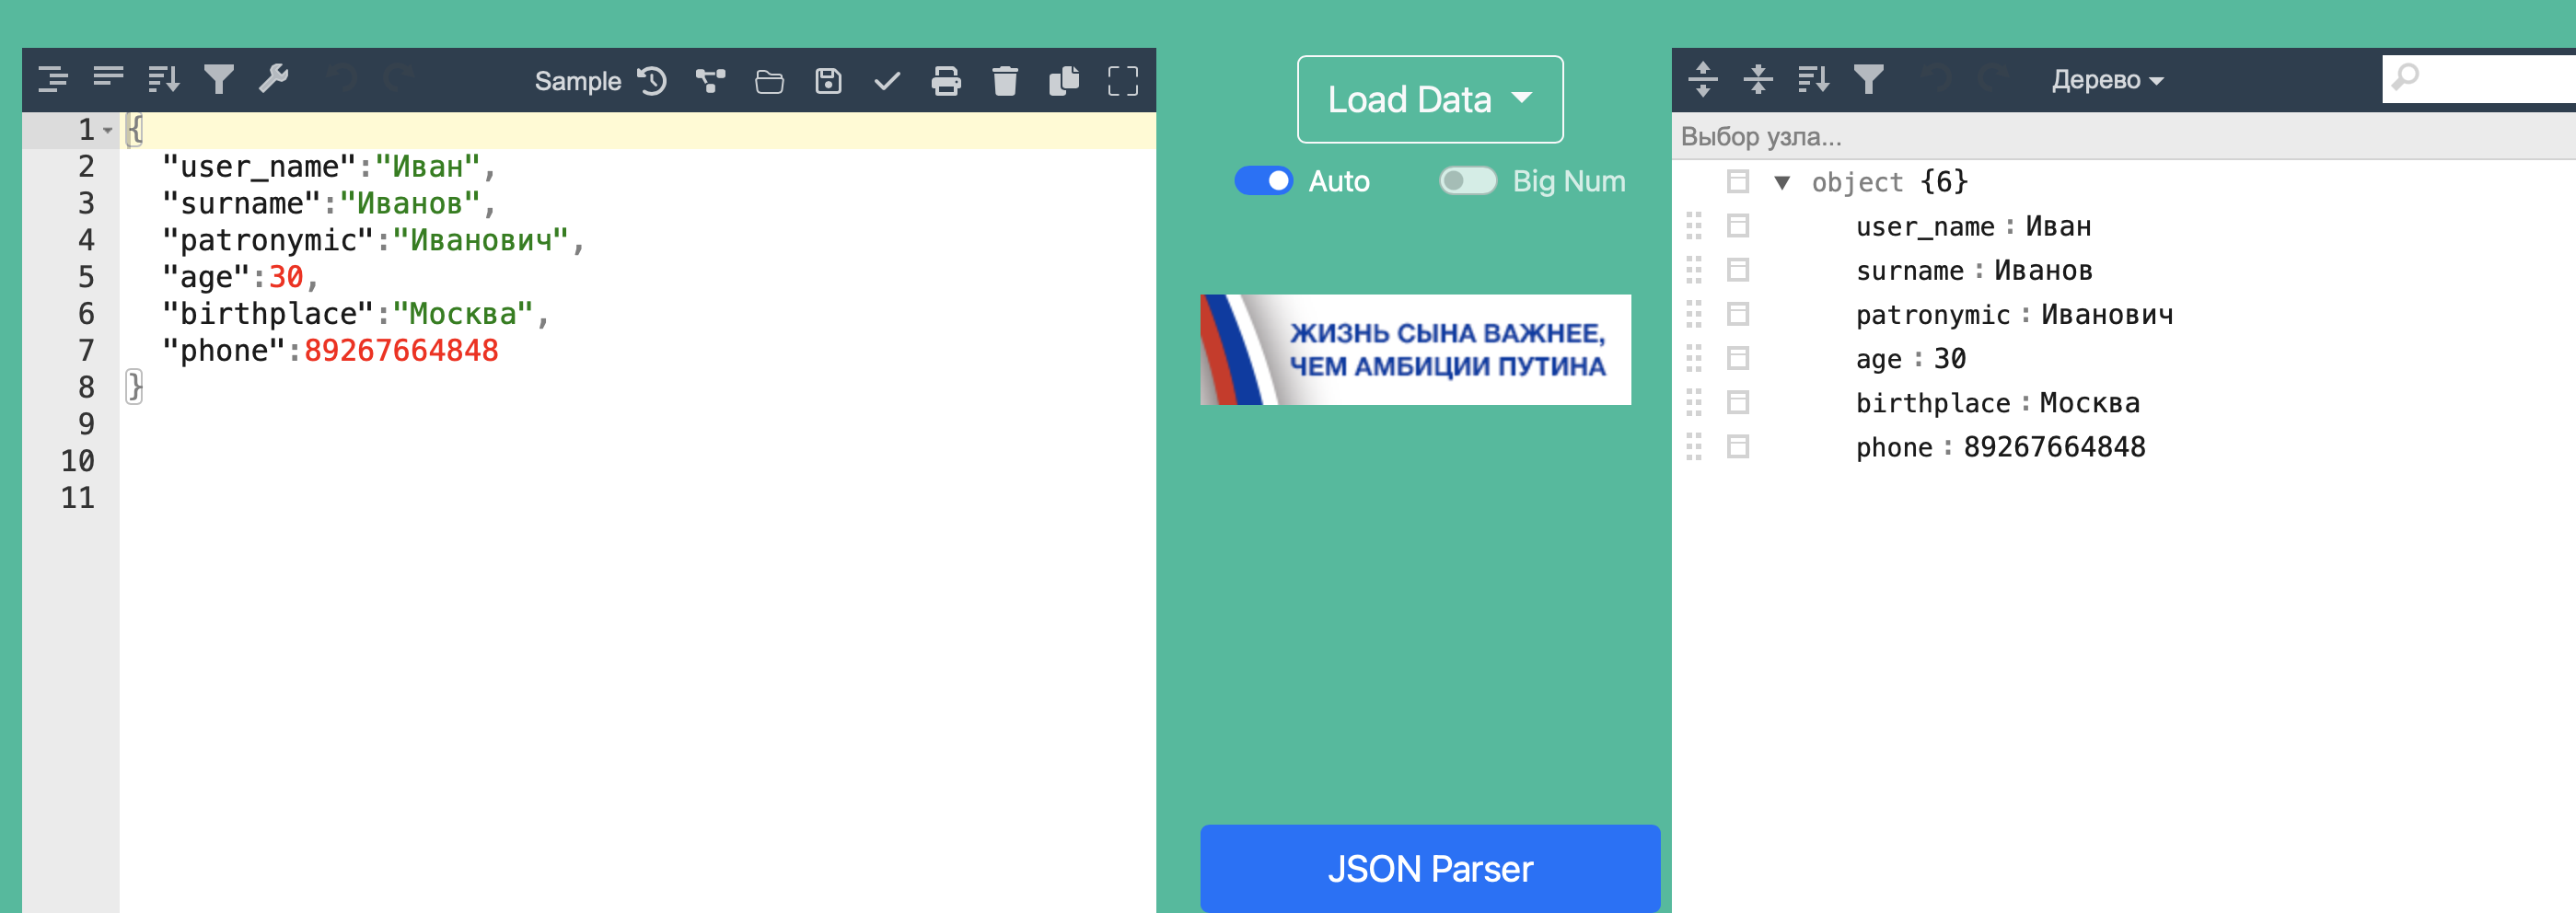 Sample
1 {
2 "user_name":"Иван",
3 "surname":"Иванов",
4 "patronymic":"Иванович",
5 "age":30,
6 "birthplace":"Москва",
7 "phone":89267664848
8 }
9
10
11
Load Data
Auto Big Num
ЖИЗНЬ СЫНА ВАЖНЕЕ,
ЧЕМ АМБИЦИИ ПУТИНА
JSON Parser
Дерево
Выбор узла...
object {6}
user_name : Иван
surname : Иванов
patronymic : Иванович
age : 30
birthplace : Москва
phone : 89267664848